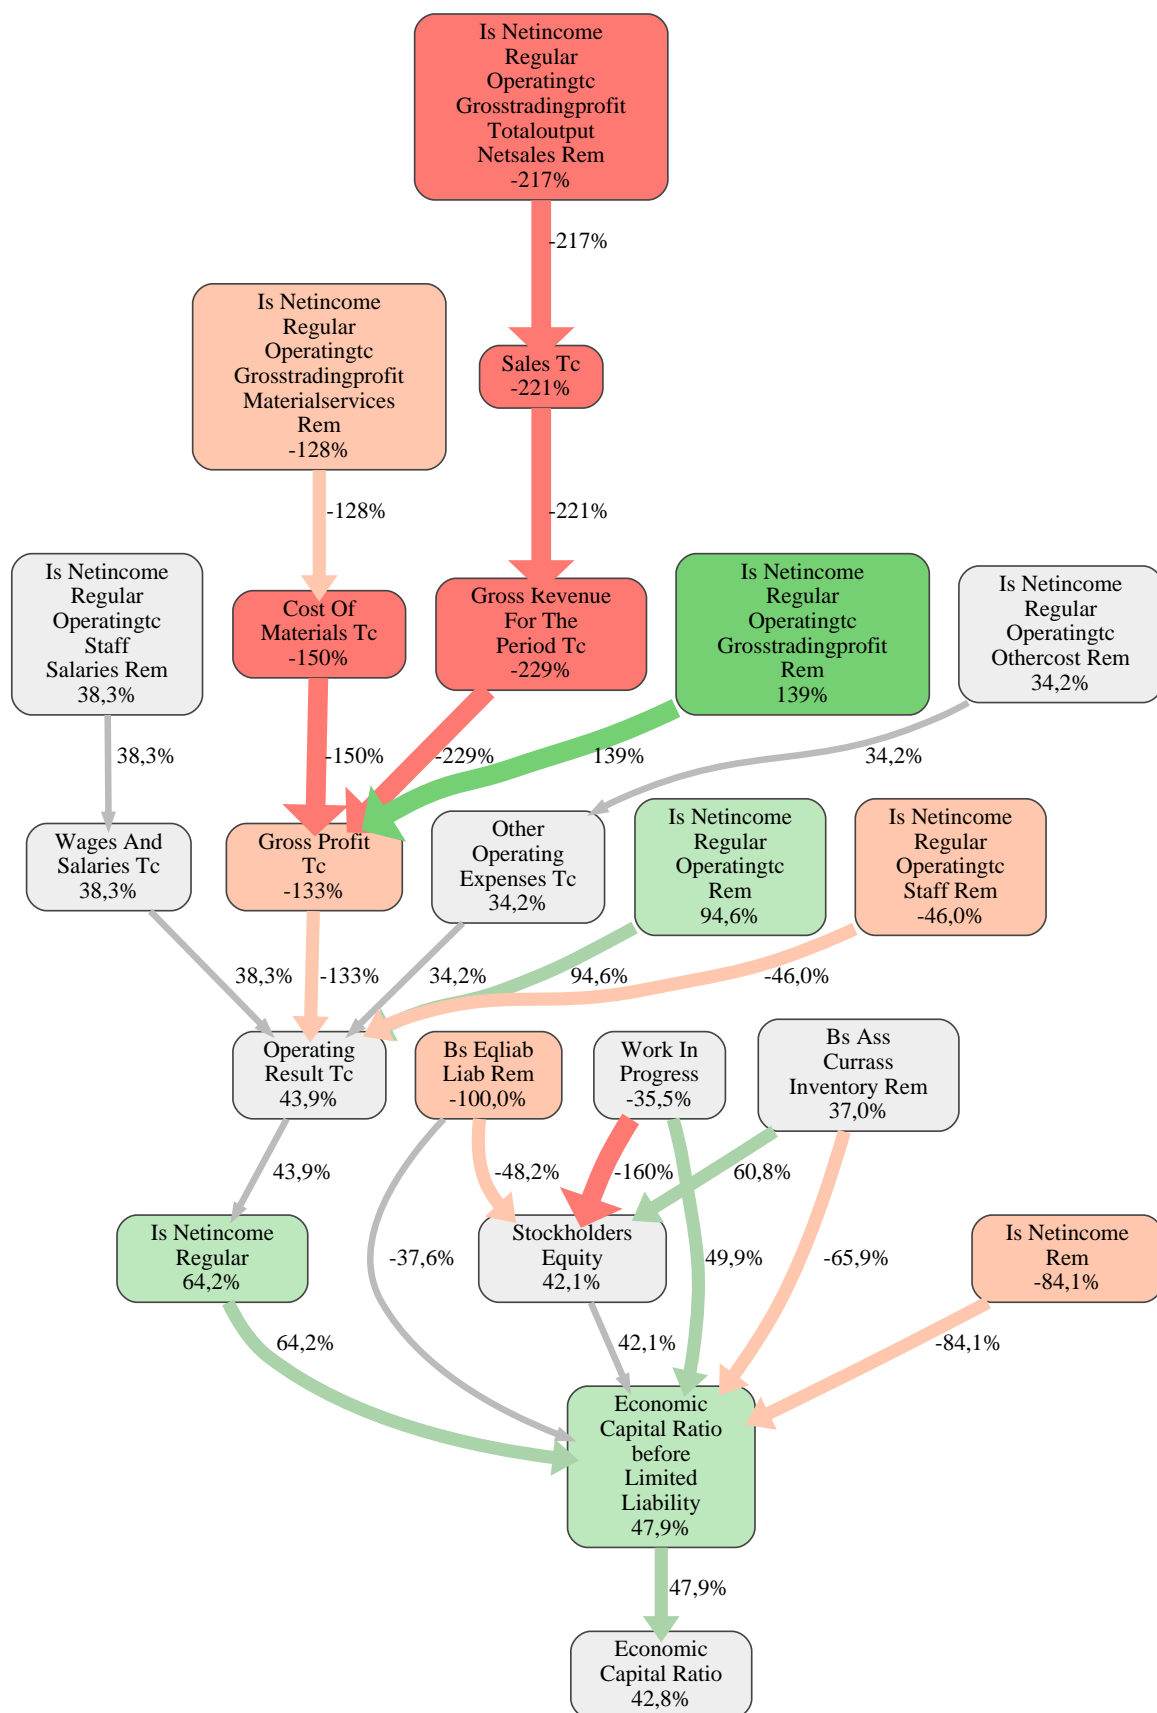 Is Netincome
Regular
Operatingtc
Grosstradingprofit
Totaloutput
Netsales Rem
-217%
-217%
Is Netincome
Regular
Operatingtc
Grosstradingprofit
Materialservices
Rem
-128%
Sales Tc
-221%
-128%
-221%
Is Netincome
Regular
Operatingtc
Staff
Salaries Rem
38,3%
Cost Of
Materials Tc
-150%
Gross Revenue
For The
Period Tc
-229%
Is Netincome
Regular
Operatingtc
Grosstradingprofit
Rem
139%
Is Netincome
Regular
Operatingtc
Othercost Rem
34,2%
38,3%
-150%
-229%
139%
34,2%
Wages And
Salaries Tc
38,3%
Gross Profit
Tc
-133%
Other
Operating
Expenses Tc
34,2%
Is Netincome
Regular
Operatingtc
Rem
94,6%
Is Netincome
Regular
Operatingtc
Staff Rem
-46,0%
38,3%
-133%
34,2%
94,6%
-46,0%
Operating
Result Tc
43,9%
Bs Eqliab
Liab Rem
-100,0%
Work In
Progress
-35,5%
Bs Ass
Currass
Inventory Rem
37,0%
43,9%
-48,2%
-160%
60,8%
Is Netincome
Regular
64,2%
-37,6%
Stockholders
Equity
42,1%
49,9%
-65,9%
Is Netincome
Rem
-84,1%
64,2%
42,1%
-84,1%
Economic
Capital Ratio
before
Limited
Liability
47,9%
47,9%
Economic
Capital Ratio
42,8%